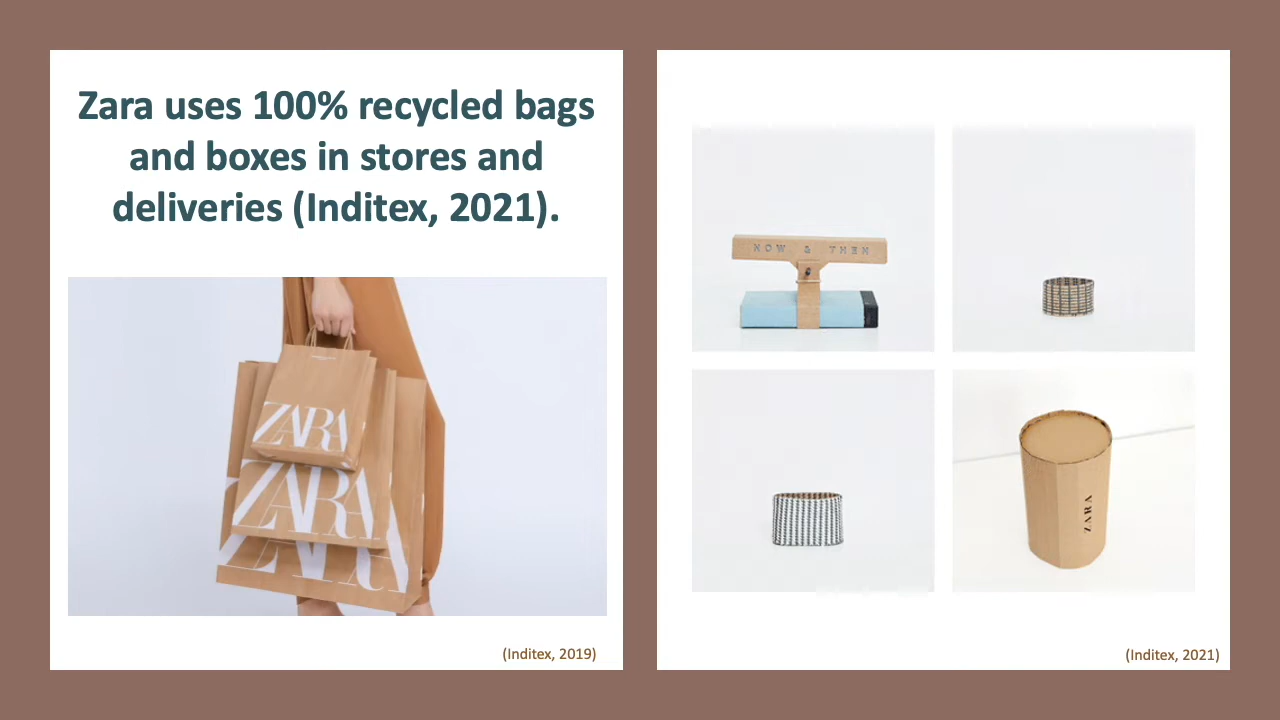 Zara uses 100% recycled bags
and boxes in stores and
deliveries (Inditex, 2021).
ZARA
ZARA
ZARA
(Inditex, 2019)
NOW & THEN
ZARA
(Inditex, 2021)